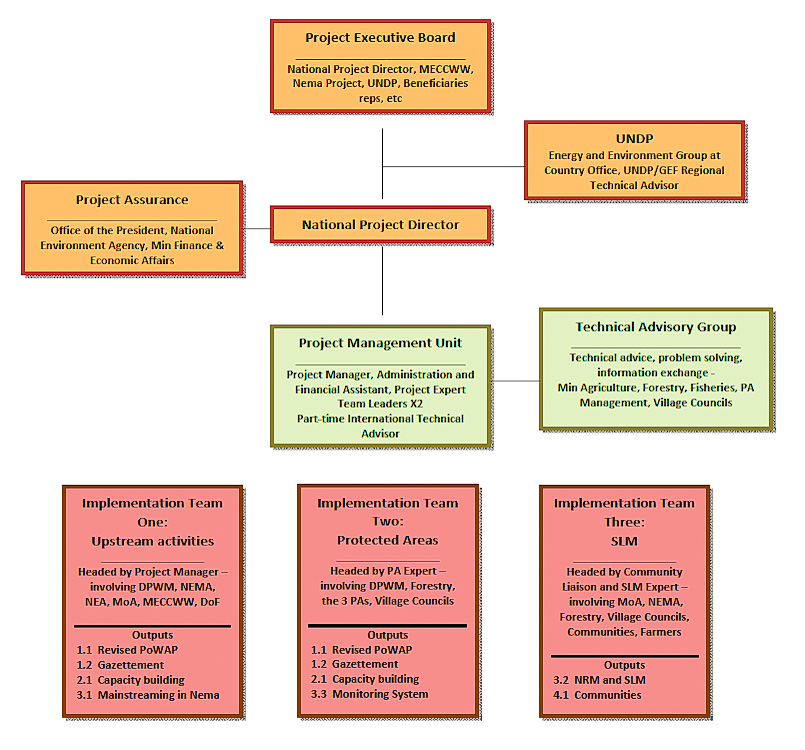 Project Executive Board
National Project Director, MECCWW,
Nema Project, UNDP, Beneficiaries
reps, etc
UNDP
Energy and Environment Group at
Country Office, UNDP/GEF Regional
Technical Advisor
Project Assurance
Office of the President, National
Environment Agency, Min Finance &
Economic Affairs
National Project Director
Project Management Unit
Project Manager, Administration and
Financial Assistant, Project Expert
Team Leaders X2
Part-time International Technical
Advisor
Technical Advisory Group
Technical advice, problem solving,
information exchange -
Min Agriculture, Forestry, Fisheries, PA
Management, Village Councils
Implementation Team
One:
Upstream activities
Headed by Project Manager –
involving DPWM, NEMA,
NEA, MoA, MECCWW, DoF
Outputs
1.1 Revised PoWAP
1.2 Gazettement
2.1 Capacity building
3.1 Mainstreaming in Nema
Implementation Team
Two:
Protected Areas
Headed by PA Expert –
involving DPWM, Forestry,
the 3 PAs, Village Councils
Outputs
1.1 Revised PoWAP
1.2 Gazettement
2.1 Capacity building
3.3 Monitoring System
Implementation Team
Three:
SLM
Headed by Community
Liaison and SLM Expert –
involving MoA, NEMA,
Forestry, Village Councils,
Communities, Farmers
Outputs
3.2 NRM and SLM
4.1 Communities